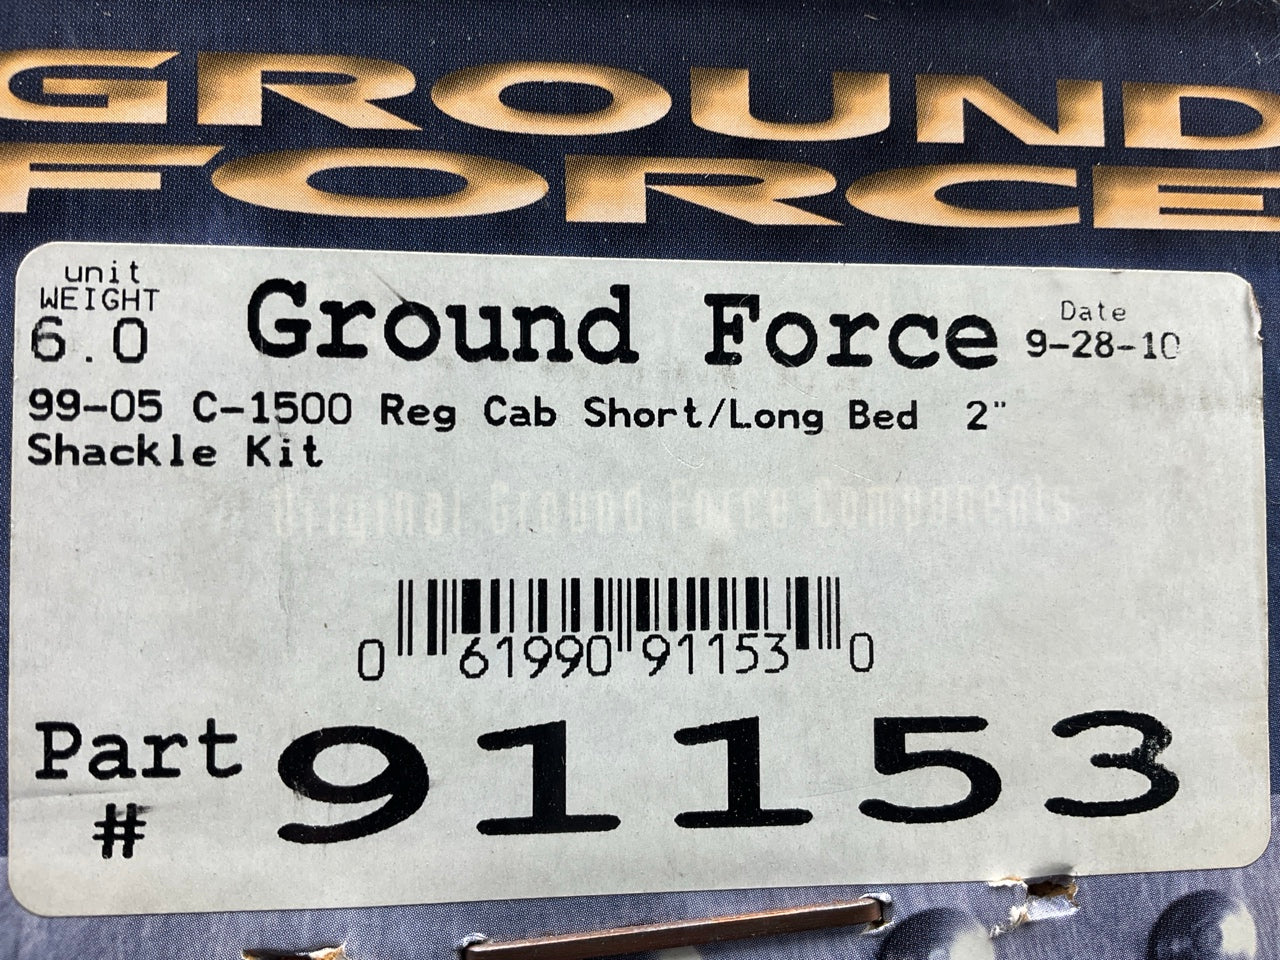 GROUND
FORCE
unit
WEIGHT
6.0
Ground Force
Date
9-28-10
99-05 C-1500 Reg Cab Short/Long Bed 2"
Shackle Kit
Original Ground Force Components
0 61990 91153 0
Part
#
91153